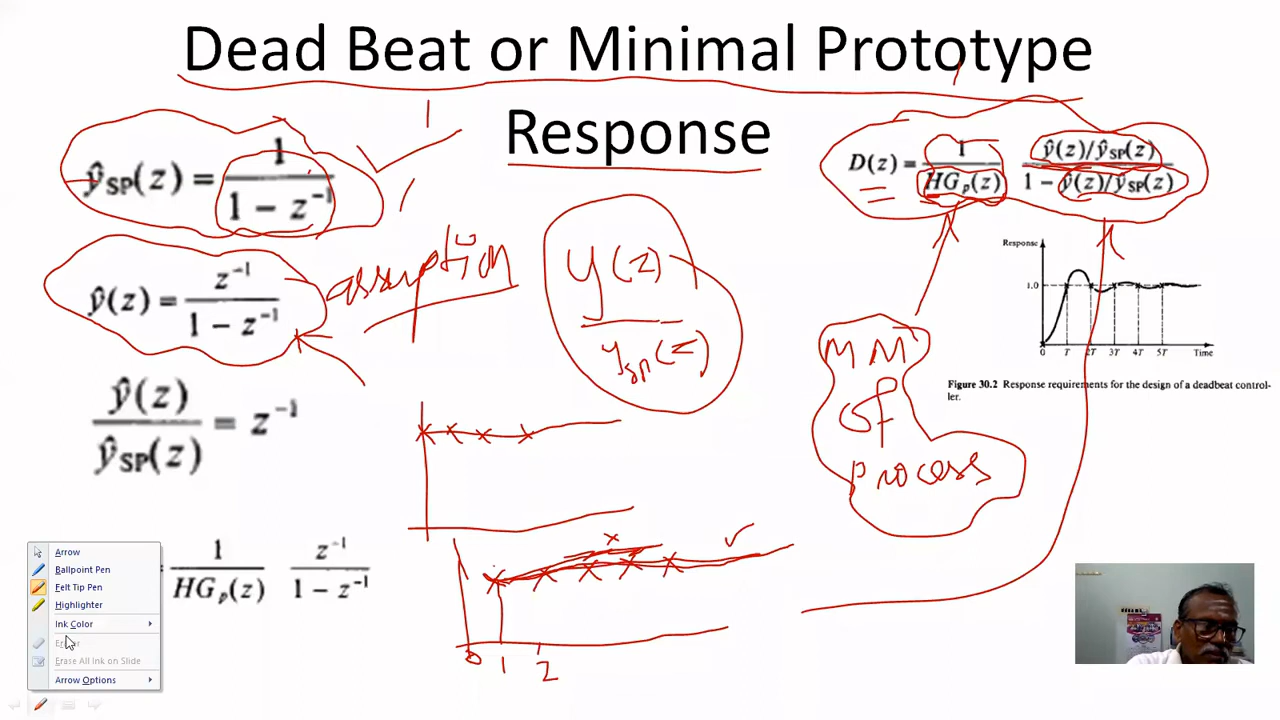 Dead Beat or Minimal Prototype
Response
ŷSP(z) = 1 / (1 − z⁻¹)
ŷ(z) = z⁻¹ / (1 − z⁻¹)
assumption
ŷ(z) / ŷSP(z) = z⁻¹
y(z)
ysp(z)
D(z) = 1 / HGp(z)   ŷ(z)/ŷSP(z) / 1 − ŷ(z)/ŷSP(z)
Response
1.0
0 T 2T 3T 4T 5T Time
Figure 30.2 Response requirements for the design of a deadbeat control-
ler.
MM
of
process
= 1 / HGp(z)   z⁻¹ / (1 − z⁻¹)
0 1 2
Arrow
Ballpoint Pen
Felt Tip Pen
Highlighter
Ink Color
Erase All Ink on Slide
Arrow Options